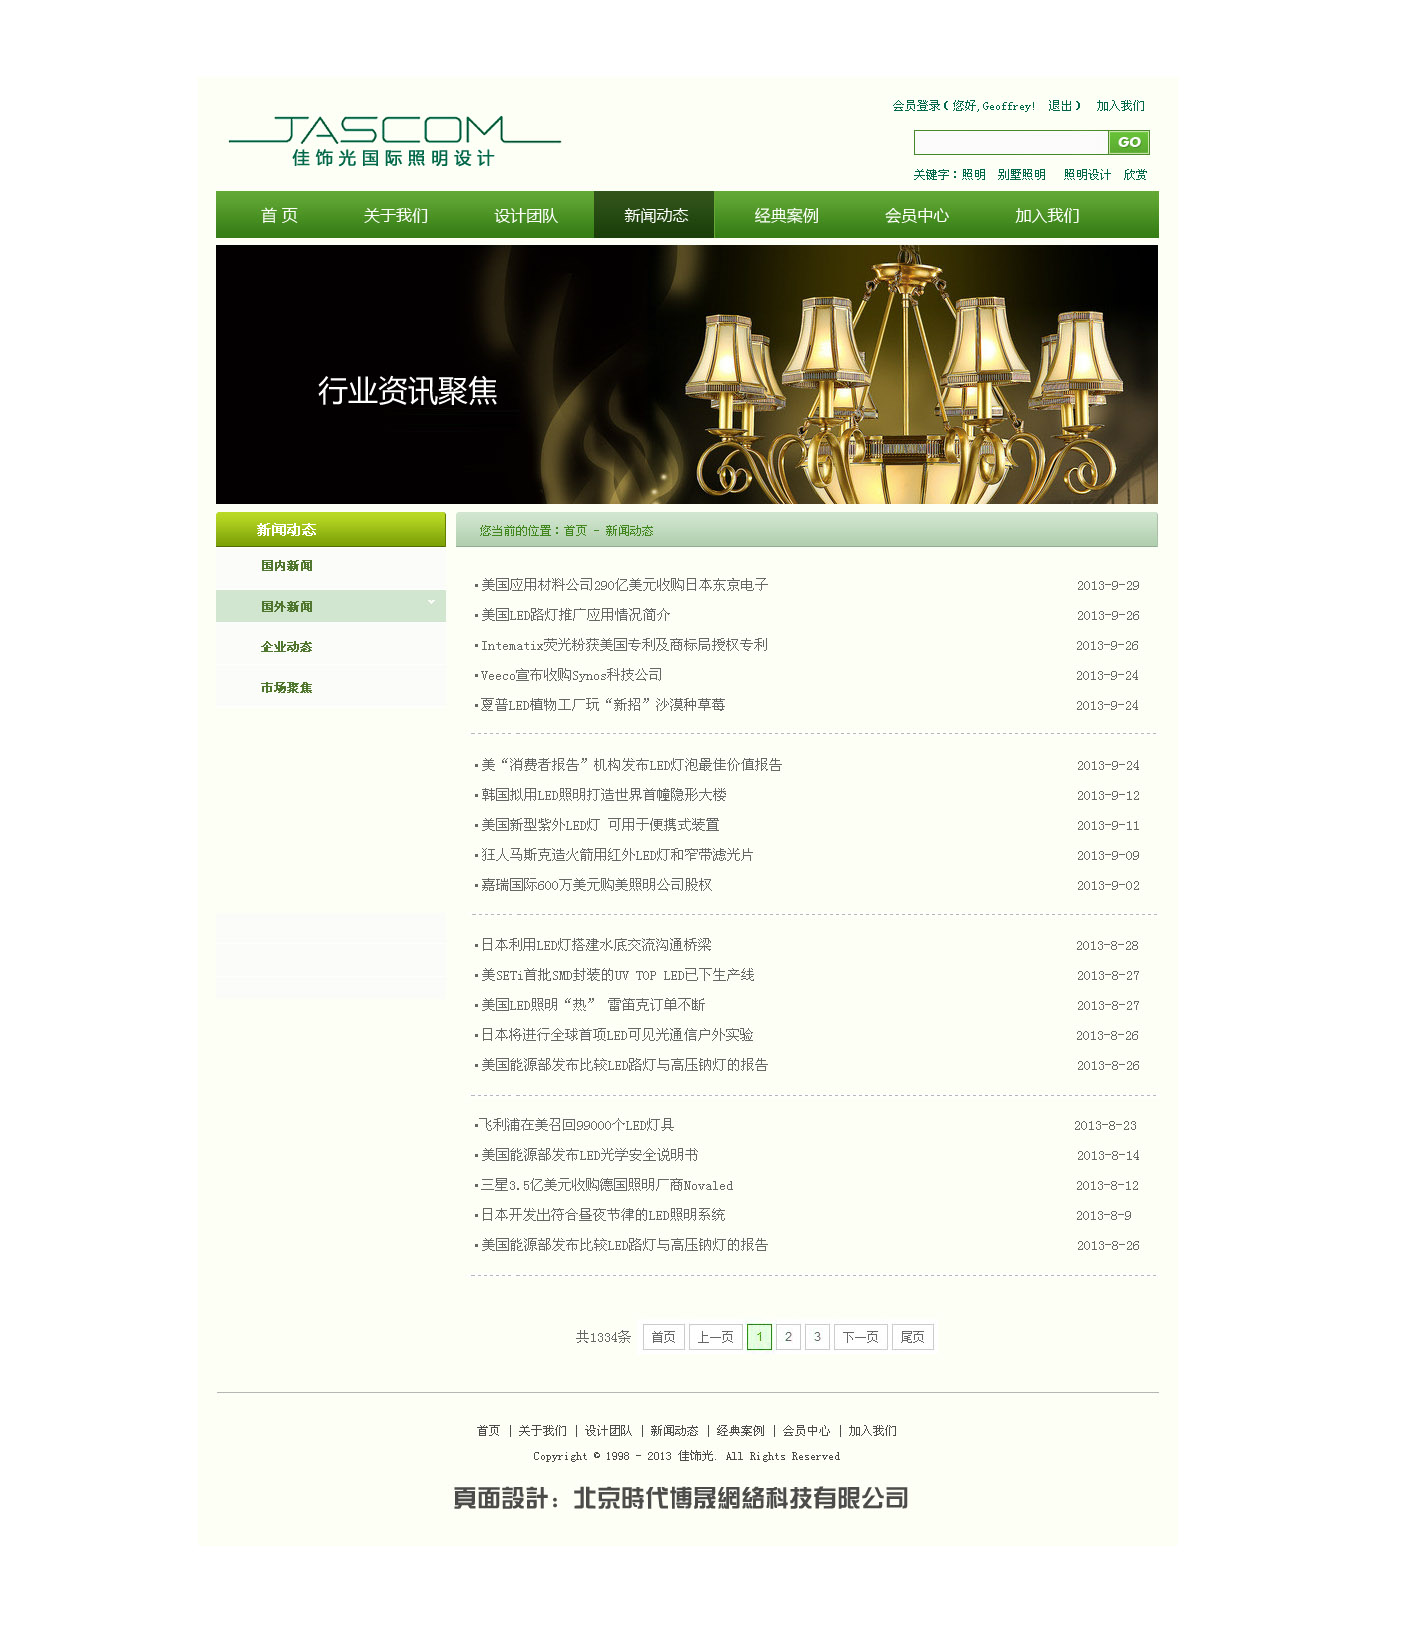 会员登录(您好,Geoffrey! 退出) 加入我们
JASCOM
佳饰光国际照明设计
GO
关键字:照明 别墅照明 照明设计 欣赏
首 页 关于我们 设计团队 新闻动态 经典案例 会员中心 加入我们
行业资讯聚焦
新闻动态
您当前的位置:首页 - 新闻动态
国内新闻
国外新闻
企业动态
市场聚焦
▪美国应用材料公司290亿美元收购日本东京电子 2013-9-29
▪美国LED路灯推广应用情况简介 2013-9-26
▪Intematix荧光粉获美国专利及商标局授权专利 2013-9-26
▪Veeco宣布收购Synos科技公司 2013-9-24
▪夏普LED植物工厂玩“新招”沙漠种草莓 2013-9-24
▪美“消费者报告”机构发布LED灯泡最佳价值报告 2013-9-24
▪韩国拟用LED照明打造世界首幢隐形大楼 2013-9-12
▪美国新型紫外LED灯 可用于便携式装置 2013-9-11
▪狂人马斯克造火箭用红外LED灯和窄带滤光片 2013-9-09
▪嘉瑞国际600万美元购美照明公司股权 2013-9-02
▪日本利用LED灯搭建水底交流沟通桥梁 2013-8-28
▪美SETi首批SMD封装的UV TOP LED已下生产线 2013-8-27
▪美国LED照明“热” 雷笛克订单不断 2013-8-27
▪日本将进行全球首项LED可见光通信户外实验 2013-8-26
▪美国能源部发布比较LED路灯与高压钠灯的报告 2013-8-26
▪飞利浦在美召回99000个LED灯具 2013-8-23
▪美国能源部发布LED光学安全说明书 2013-8-14
▪三星3.5亿美元收购德国照明厂商Novaled 2013-8-12
▪日本开发出符合昼夜节律的LED照明系统 2013-8-9
▪美国能源部发布比较LED路灯与高压钠灯的报告 2013-8-26
共1334条 首页 上一页 1 2 3 下一页 尾页
首页 | 关于我们 | 设计团队 | 新闻动态 | 经典案例 | 会员中心 | 加入我们
Copyright © 1998 - 2013 佳饰光. All Rights Reserved
頁面設計:北京時代博晟網絡科技有限公司